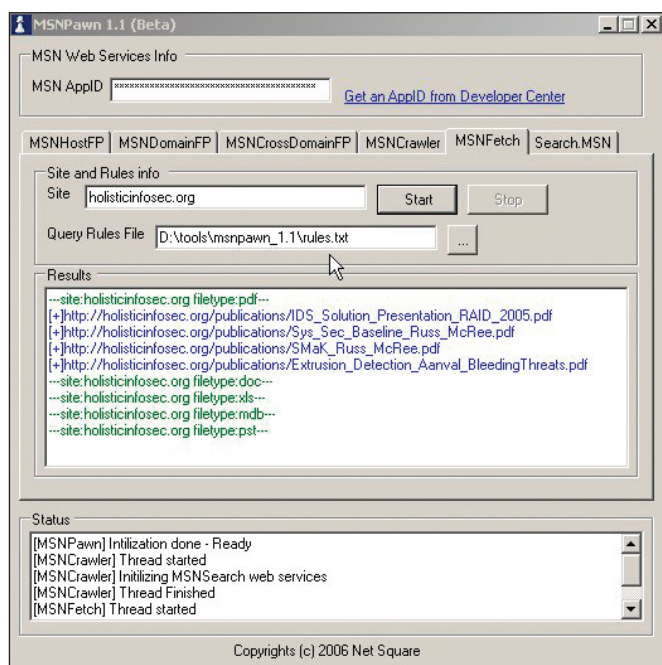 MSNPawn 1.1 (Beta)
MSN Web Services Info
MSN AppID ****************************************
Get an AppID from Developer Center
MSNHostFP MSNDomainFP MSNCrossDomainFP MSNCrawler MSNFetch Search.MSN
Site and Rules info
Site holisticinfosec.org Start Stop
Query Rules File D:\tools\msnpawn_1.1\rules.txt ...
Results
---site:holisticinfosec.org filetype:pdf---
[+]http://holisticinfosec.org/publications/IDS_Solution_Presentation_RAID_2005.pdf
[+]http://holisticinfosec.org/publications/Sys_Sec_Baseline_Russ_McRee.pdf
[+]http://holisticinfosec.org/publications/SMaK_Russ_McRee.pdf
[+]http://holisticinfosec.org/publications/Extrusion_Detection_Aanval_BleedingThreats.pdf
---site:holisticinfosec.org filetype:doc---
---site:holisticinfosec.org filetype:xls---
---site:holisticinfosec.org filetype:mdb---
---site:holisticinfosec.org filetype:pst---
Status
[MSNPawn] Intilization done - Ready
[MSNCrawler] Thread started
[MSNCrawler] Initilizing MSNSearch web services
[MSNCrawler] Thread Finished
[MSNFetch] Thread started
Copyrights (c) 2006 Net Square